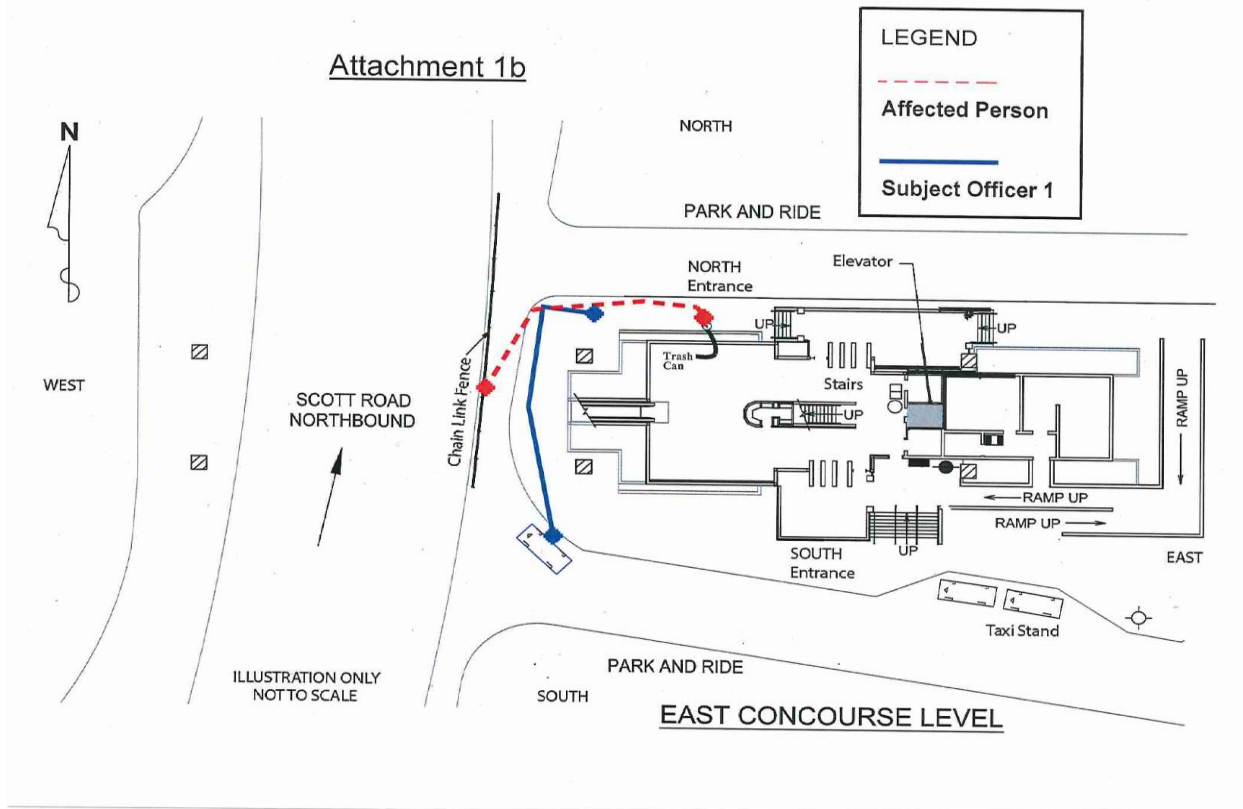 Attachment 1b
LEGEND
Affected Person
Subject Officer 1
N
NORTH
PARK AND RIDE
NORTH
Entrance
Elevator
UP
UP
Trash
Can
Stairs
UP
WEST
SCOTT ROAD
NORTHBOUND
Chain Link Fence
RAMP UP
RAMP UP
RAMP UP
UP
SOUTH
Entrance
EAST
Taxi Stand
PARK AND RIDE
ILLUSTRATION ONLY
NOT TO SCALE
SOUTH
EAST CONCOURSE LEVEL